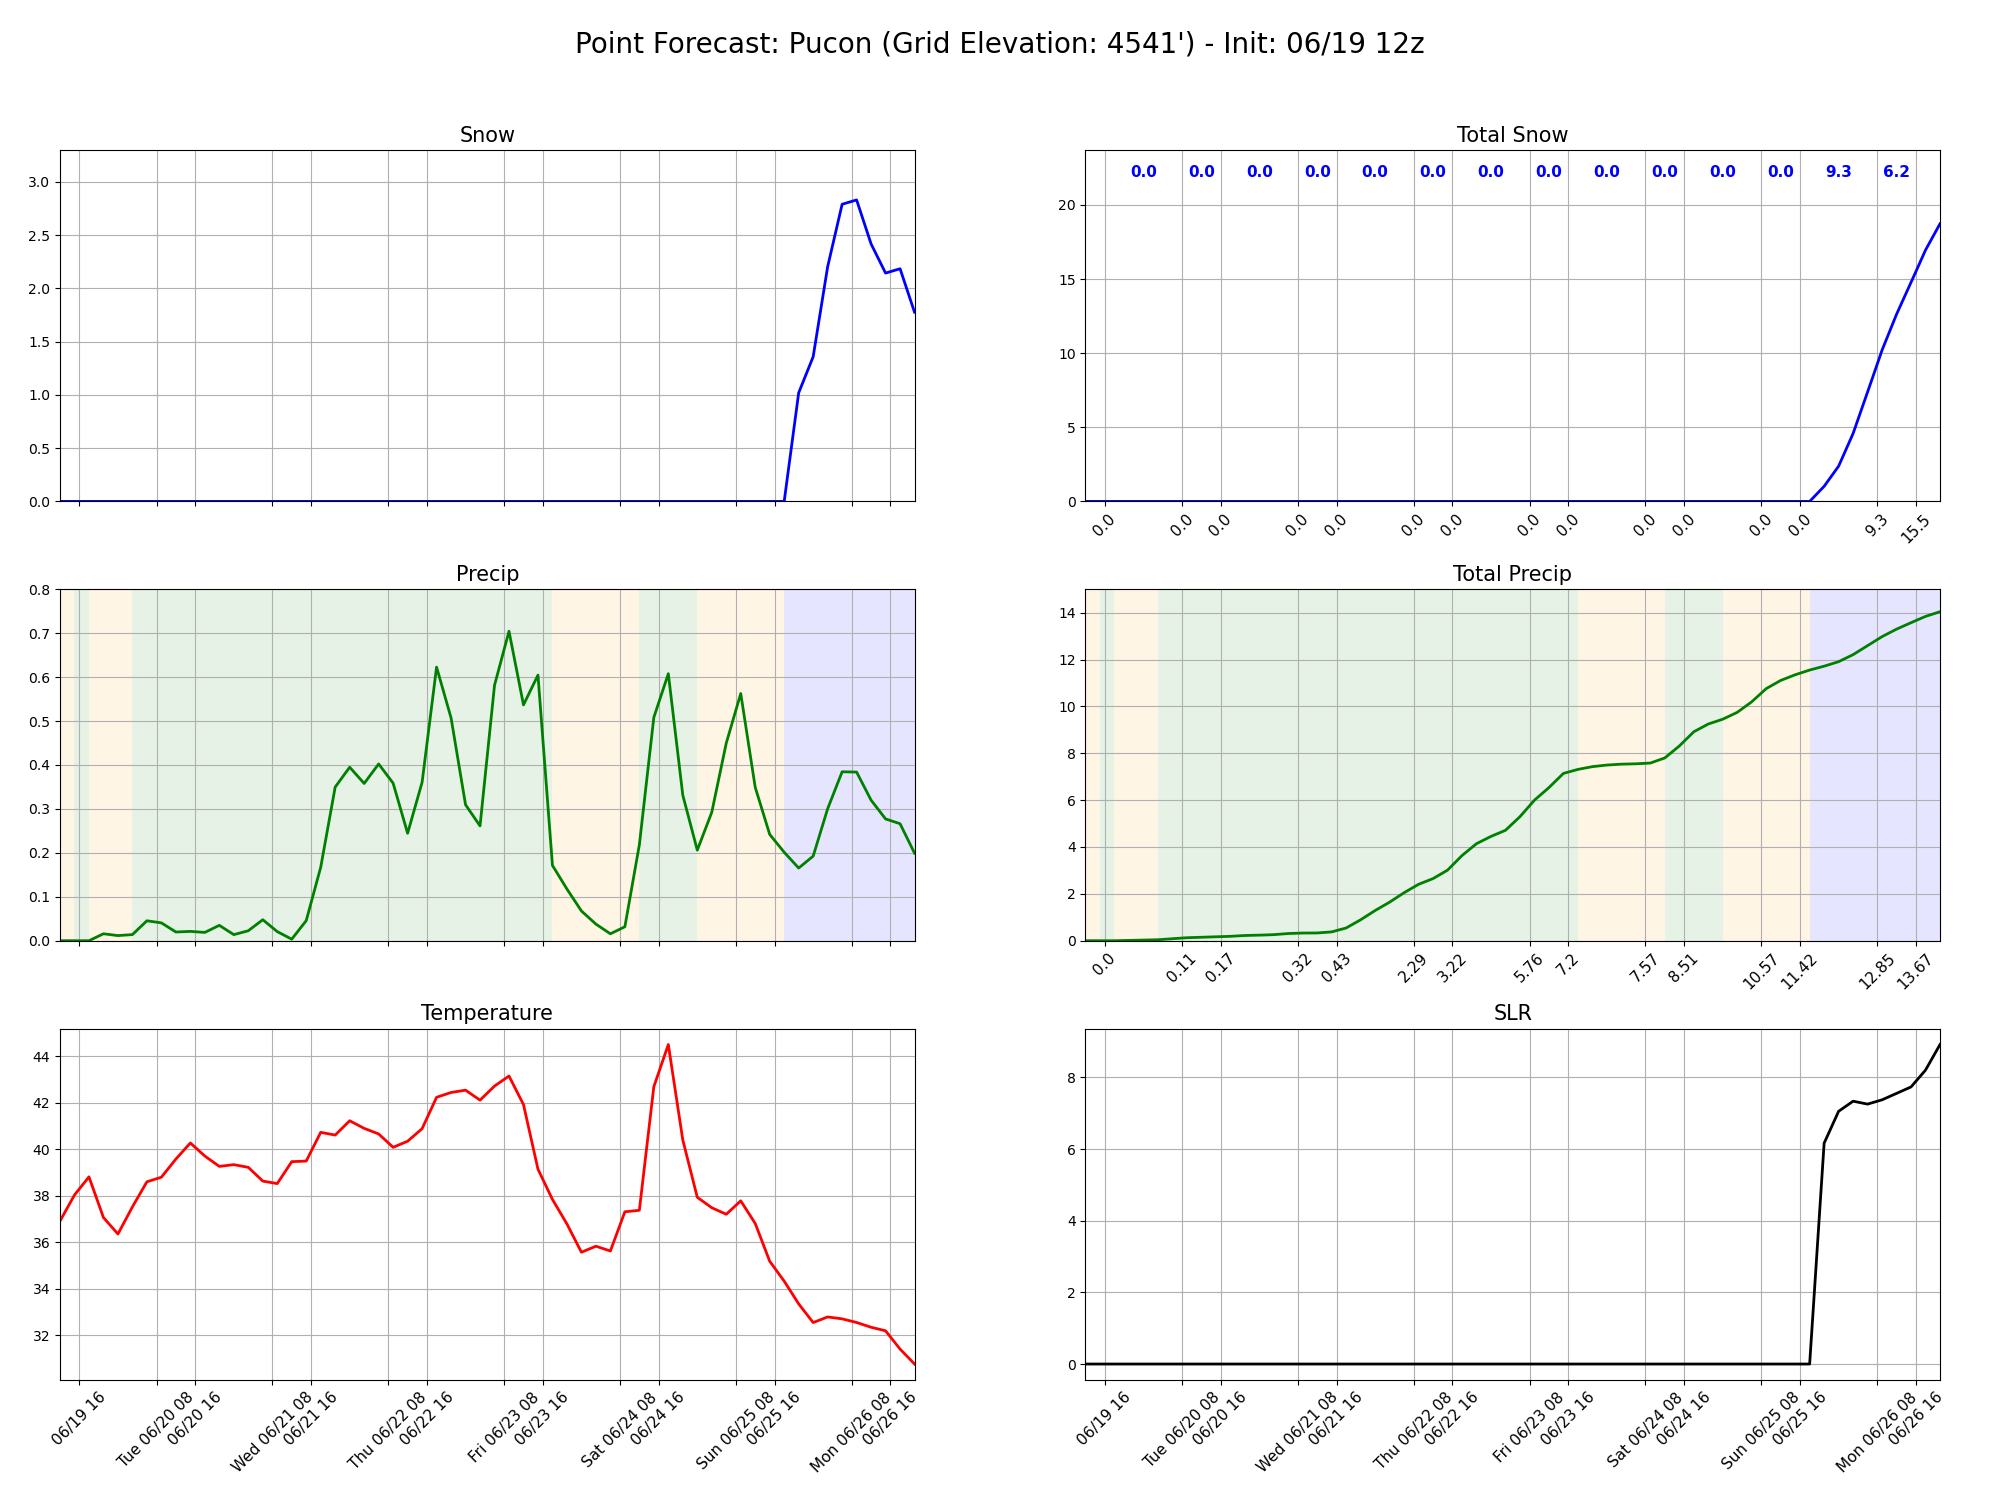 Point Forecast: Pucon (Grid Elevation: 4541') - Init: 06/19 12z
Snow
3.0
2.5
2.0
1.5
1.0
0.5
0.0
Total Snow
0.0 0.0 0.0 0.0 0.0 0.0 0.0 0.0 0.0 0.0 0.0 0.0 9.3 6.2
20
15
10
5
0
0.0 0.0 0.0 0.0 0.0 0.0 0.0 0.0 0.0 0.0 0.0 0.0 0.0 9.3 15.5
Precip
0.8
0.7
0.6
0.5
0.4
0.3
0.2
0.1
0.0
Total Precip
14
12
10
8
6
4
2
0
0.0 0.11 0.17 0.32 0.43 2.29 3.22 5.76 7.2 7.57 8.51 10.57 11.42 12.85 13.67
Temperature
44
42
40
38
36
34
32
06/19 16
Tue 06/20 08
06/20 16
Wed 06/21 08
06/21 16
Thu 06/22 08
06/22 16
Fri 06/23 08
06/23 16
Sat 06/24 08
06/24 16
Sun 06/25 08
06/25 16
Mon 06/26 08
06/26 16
SLR
8
6
4
2
0
06/19 16
Tue 06/20 08
06/20 16
Wed 06/21 08
06/21 16
Thu 06/22 08
06/22 16
Fri 06/23 08
06/23 16
Sat 06/24 08
06/24 16
Sun 06/25 08
06/25 16
Mon 06/26 08
06/26 16